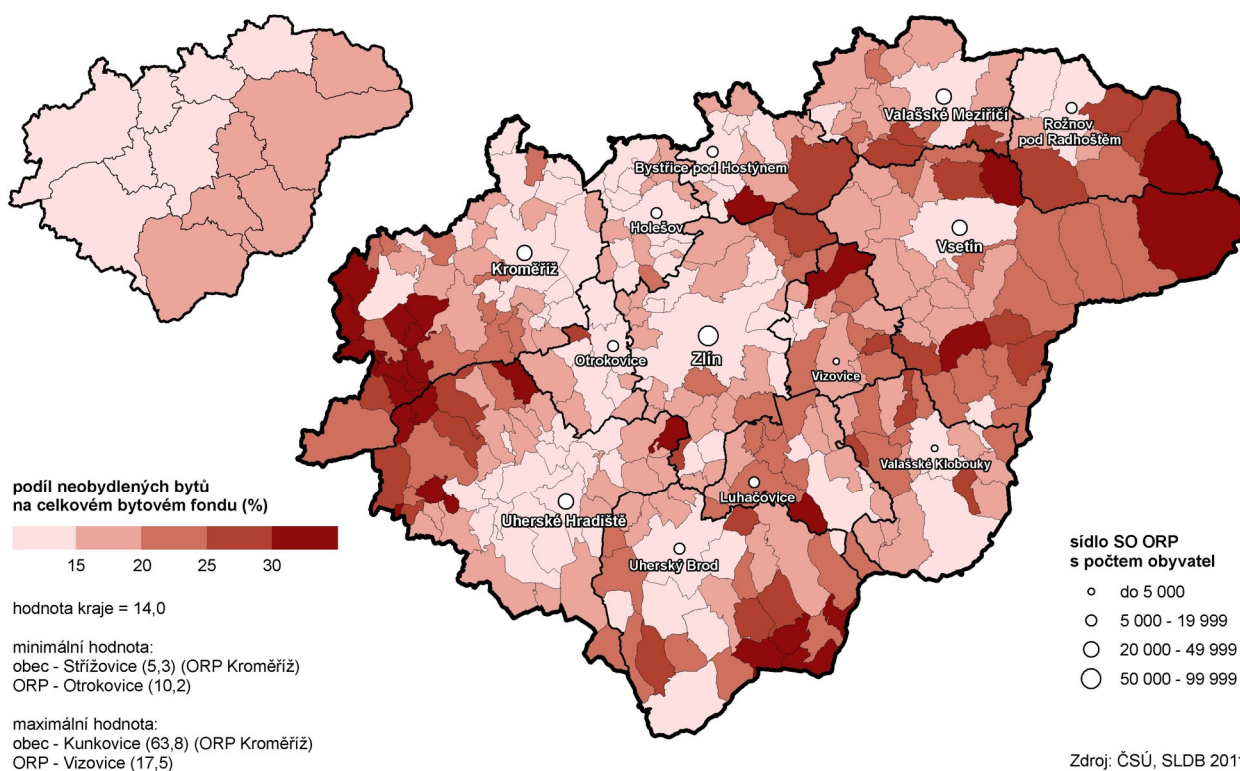 Valašské Meziříčí
Rožnov
pod Radhoštěm
Bystřice pod Hostýnem
Holešov
Vsetín
Kroměříž
Otrokovice
Zlín
Vizovice
Valašské Klobouky
Luhačovice
Uherské Hradiště
Uherský Brod
podíl neobydlených bytů
na celkovém bytovém fondu (%)
15 20 25 30
hodnota kraje = 14,0
minimální hodnota:
obec - Střížovice (5,3) (ORP Kroměříž)
ORP - Otrokovice (10,2)
maximální hodnota:
obec - Kunkovice (63,8) (ORP Kroměříž)
ORP - Vizovice (17,5)
sídlo SO ORP
s počtem obyvatel
do 5 000
5 000 - 19 999
20 000 - 49 999
50 000 - 99 999
Zdroj: ČSÚ, SLDB 2011